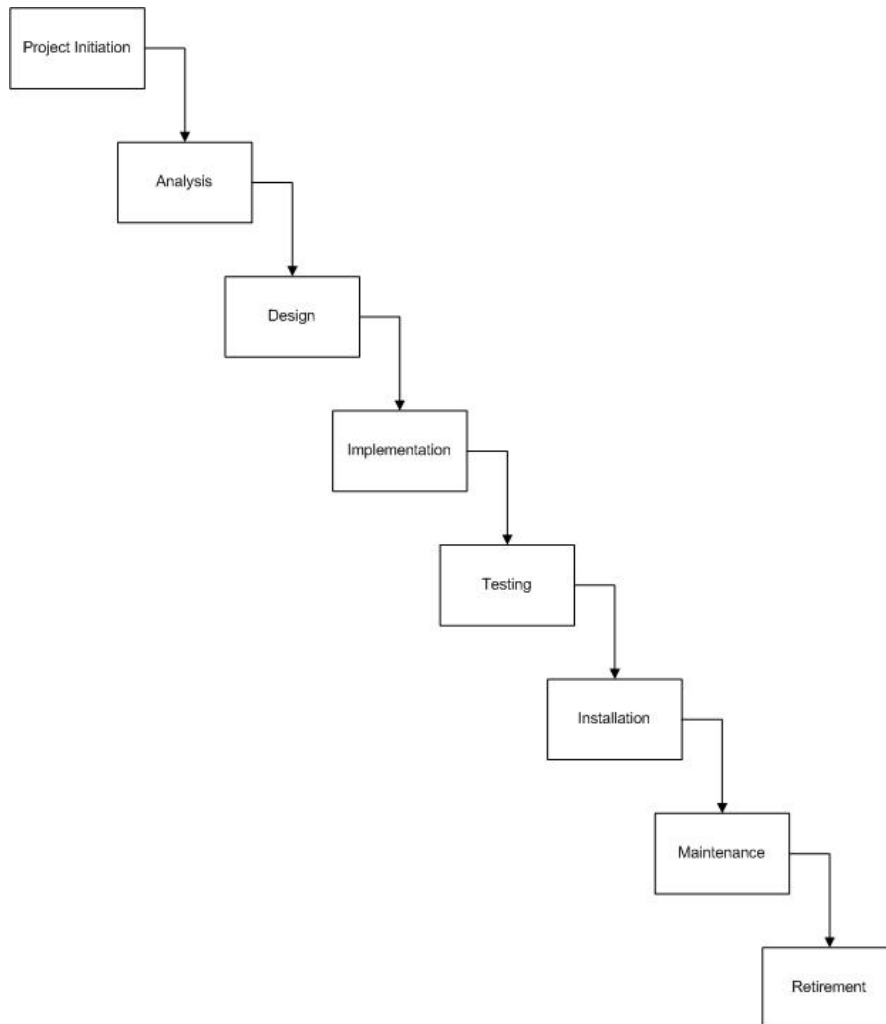 Project Initiation
Analysis
Design
Implementation
Testing
Installation
Maintenance
Retirement